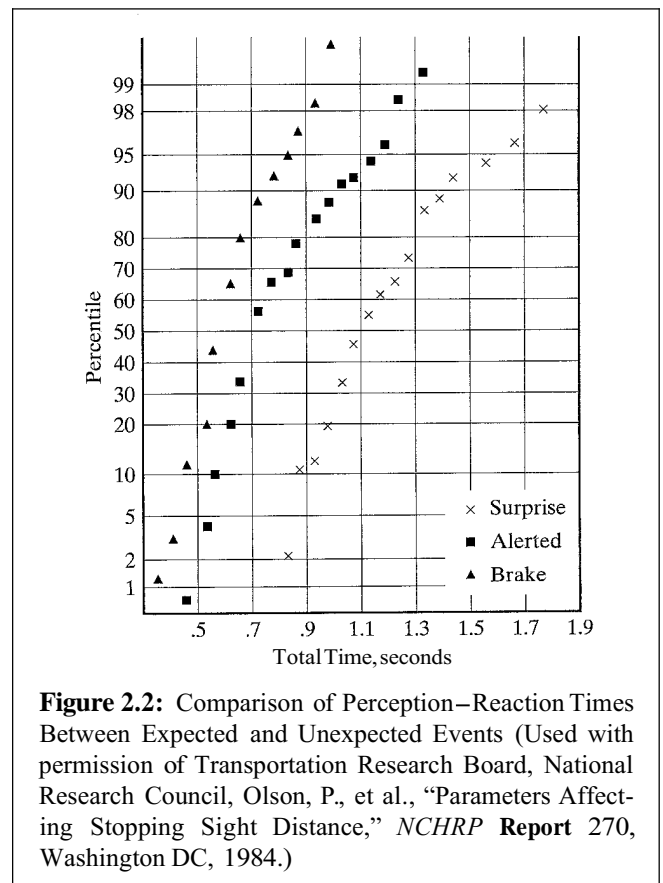 99
98
95
90
80
70
60
50
40
30
20
10
5
2
1
Percentile
× Surprise
■ Alerted
▲ Brake
.5 .7 .9 1.1 1.3 1.5 1.7 1.9
Total Time, seconds
Figure 2.2: Comparison of Perception–Reaction Times
Between Expected and Unexpected Events (Used with
permission of Transportation Research Board, National
Research Council, Olson, P., et al., “Parameters Affect-
ing Stopping Sight Distance,” NCHRP Report 270,
Washington DC, 1984.)